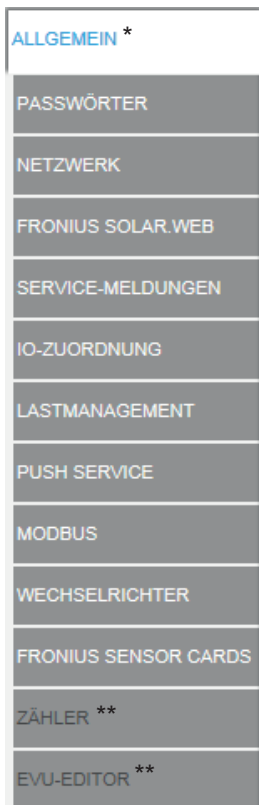 ALLGEMEIN *
PASSWÖRTER
NETZWERK
FRONIUS SOLAR.WEB
SERVICE-MELDUNGEN
IO-ZUORDNUNG
LASTMANAGEMENT
PUSH SERVICE
MODBUS
WECHSELRICHTER
FRONIUS SENSOR CARDS
ZÄHLER **
EVU-EDITOR **